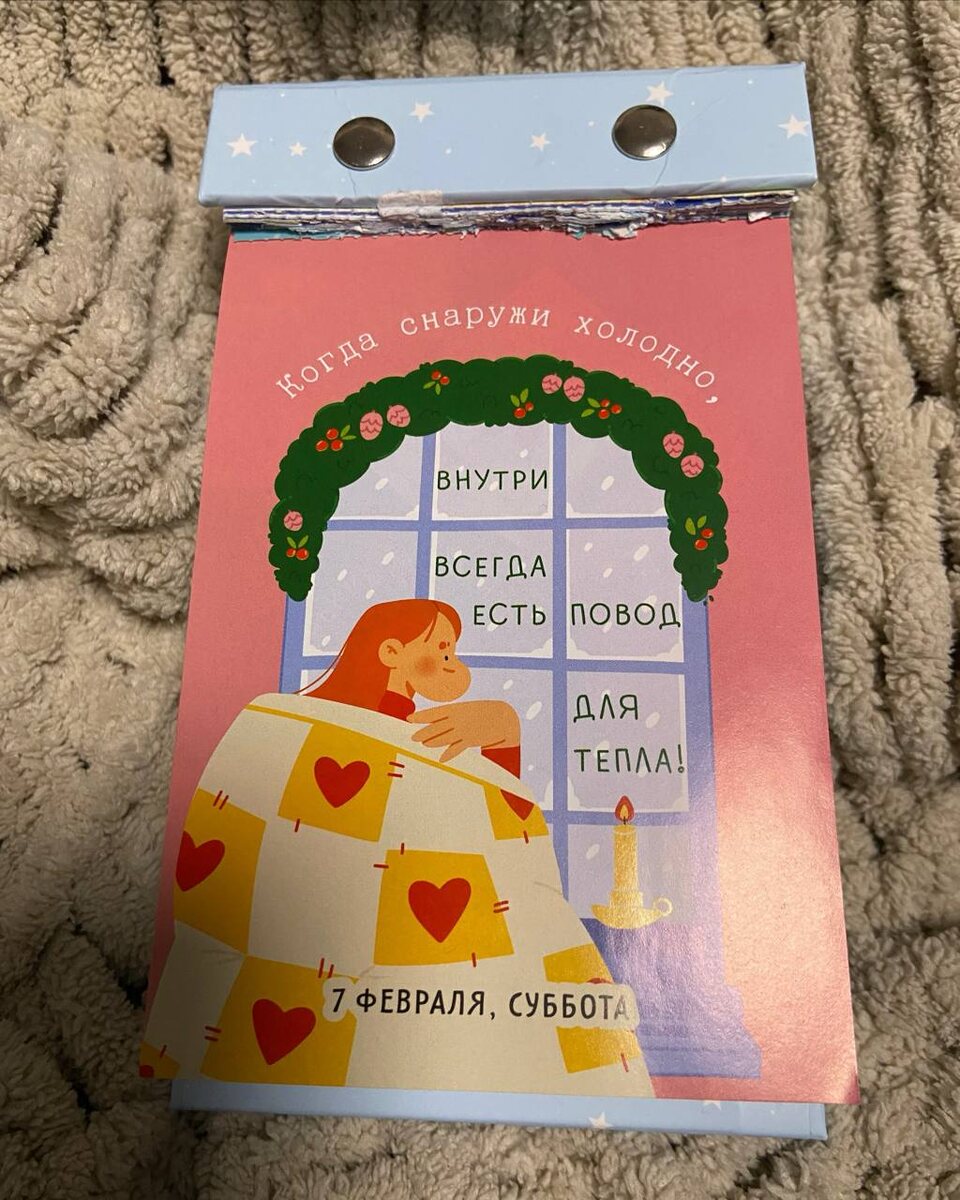 Когда снаружи холодно,
ВНУТРИ
ВСЕГДА
ЕСТЬ ПОВОД
ДЛЯ
ТЕПЛА!
7 ФЕВРАЛЯ, СУББОТА